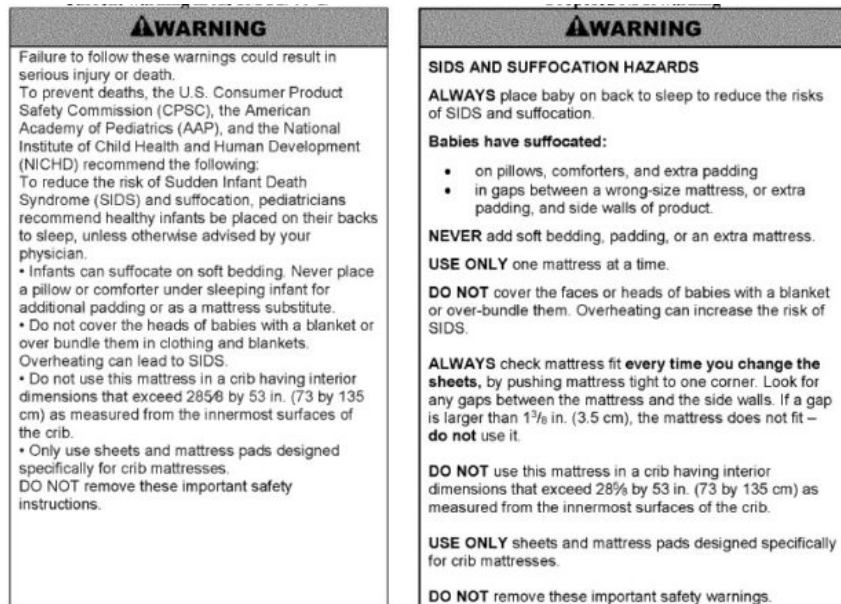 WARNING
Failure to follow these warnings could result in
serious injury or death.
To prevent deaths, the U.S. Consumer Product
Safety Commission (CPSC), the American
Academy of Pediatrics (AAP), and the National
Institute of Child Health and Human Development
(NICHD) recommend the following:
To reduce the risk of Sudden Infant Death
Syndrome (SIDS) and suffocation, pediatricians
recommend healthy infants be placed on their backs
to sleep, unless otherwise advised by your
physician.
• Infants can suffocate on soft bedding. Never place
a pillow or comforter under sleeping infant for
additional padding or as a mattress substitute.
• Do not cover the heads of babies with a blanket or
over bundle them in clothing and blankets.
Overheating can lead to SIDS.
• Do not use this mattress in a crib having interior
dimensions that exceed 285⁄8 by 53 in. (73 by 135
cm) as measured from the innermost surfaces of
the crib.
• Only use sheets and mattress pads designed
specifically for crib mattresses.
DO NOT remove these important safety
instructions.
WARNING
SIDS AND SUFFOCATION HAZARDS
ALWAYS place baby on back to sleep to reduce the risks
of SIDS and suffocation.
Babies have suffocated:
• on pillows, comforters, and extra padding
• in gaps between a wrong-size mattress, or extra
padding, and side walls of product.
NEVER add soft bedding, padding, or an extra mattress.
USE ONLY one mattress at a time.
DO NOT cover the faces or heads of babies with a blanket
or over-bundle them. Overheating can increase the risk of
SIDS.
ALWAYS check mattress fit every time you change the
sheets, by pushing mattress tight to one corner. Look for
any gaps between the mattress and the side walls. If a gap
is larger than 1³/₈ in. (3.5 cm), the mattress does not fit –
do not use it.
DO NOT use this mattress in a crib having interior
dimensions that exceed 28⅝ by 53 in. (73 by 135 cm) as
measured from the innermost surfaces of the crib.
USE ONLY sheets and mattress pads designed specifically
for crib mattresses.
DO NOT remove these important safety warnings.